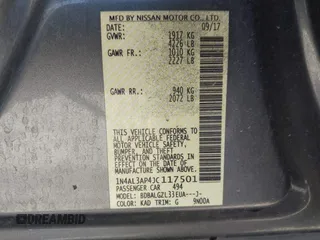 MFD BY NISSAN MOTOR CO., LTD.
DATE: 09/17
GVWR: 1917 KG
4226 LB
GAWR FR: 1010 KG
2227 LB
GAWR RR: 940 KG
2072 LB
THIS VEHICLE CONFORMS TO ALL
APPLICABLE FEDERAL MOTOR VEHICLE
SAFETY, BUMPER, AND THEFT
PREVENTION STANDARDS IN EFFECT ON
THE DATE OF MANUFACTURE SHOWN ABOVE.
1N4AL3AP4JC117501
PASSENGER CAR 494
MODEL: BDBALGZL33EUA---J-
COLOR: KAD TRIM: G
DREAMBID